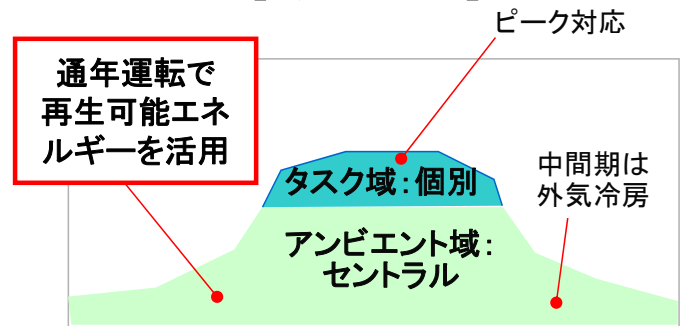 ピーク対応
通年運転で
再生可能エネ
ルギーを活用
中間期は
外気冷房
タスク域：個別
アンビエント域：
セントラル